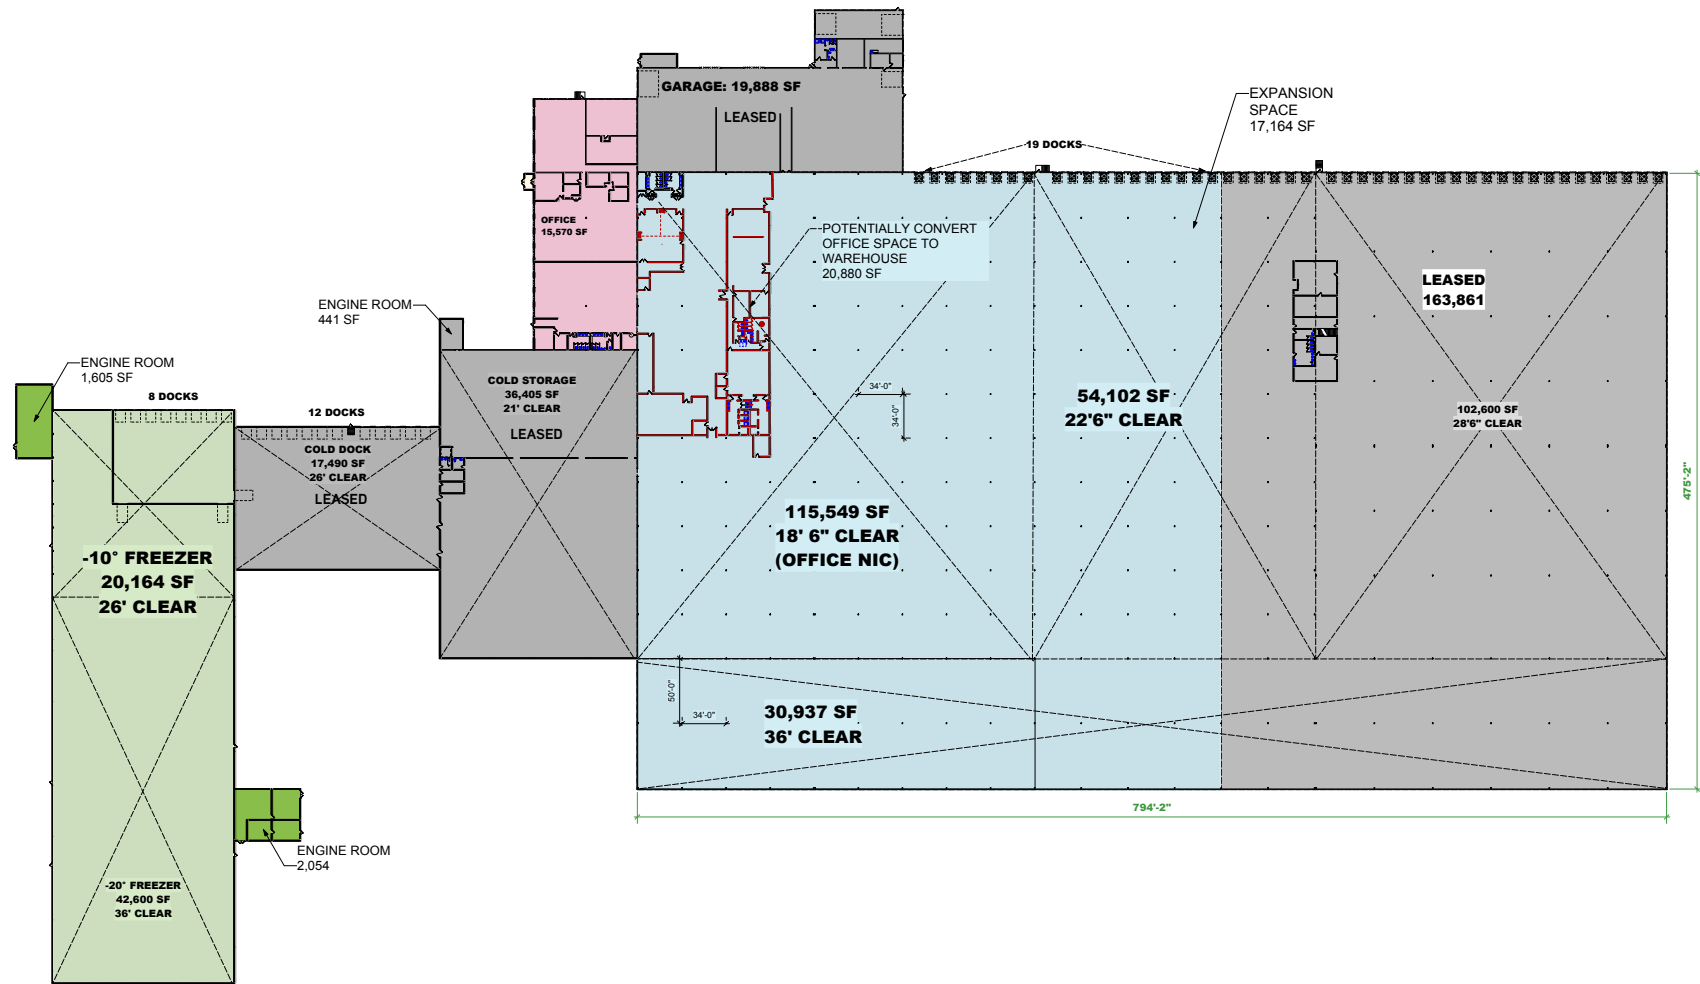 GARAGE: 19,888 SF
LEASED
EXPANSION
SPACE
17,164 SF
19 DOCKS
OFFICE
15,570 SF
POTENTIALLY CONVERT
OFFICE SPACE TO
WAREHOUSE
20,880 SF
LEASED
163,861
ENGINE ROOM
441 SF
ENGINE ROOM
1,605 SF
8 DOCKS
12 DOCKS
COLD STORAGE
36,405 SF
21' CLEAR
LEASED
34'-0"
34'-0"
54,102 SF
22'6" CLEAR
102,600 SF
28'6" CLEAR
COLD DOCK
17,490 SF
26' CLEAR
LEASED
475'-2"
115,549 SF
18' 6" CLEAR
(OFFICE NIC)
-10° FREEZER
20,164 SF
26' CLEAR
50'-0"
34'-0"
30,937 SF
36' CLEAR
794'-2"
ENGINE ROOM
2,054
-20° FREEZER
42,600 SF
36' CLEAR